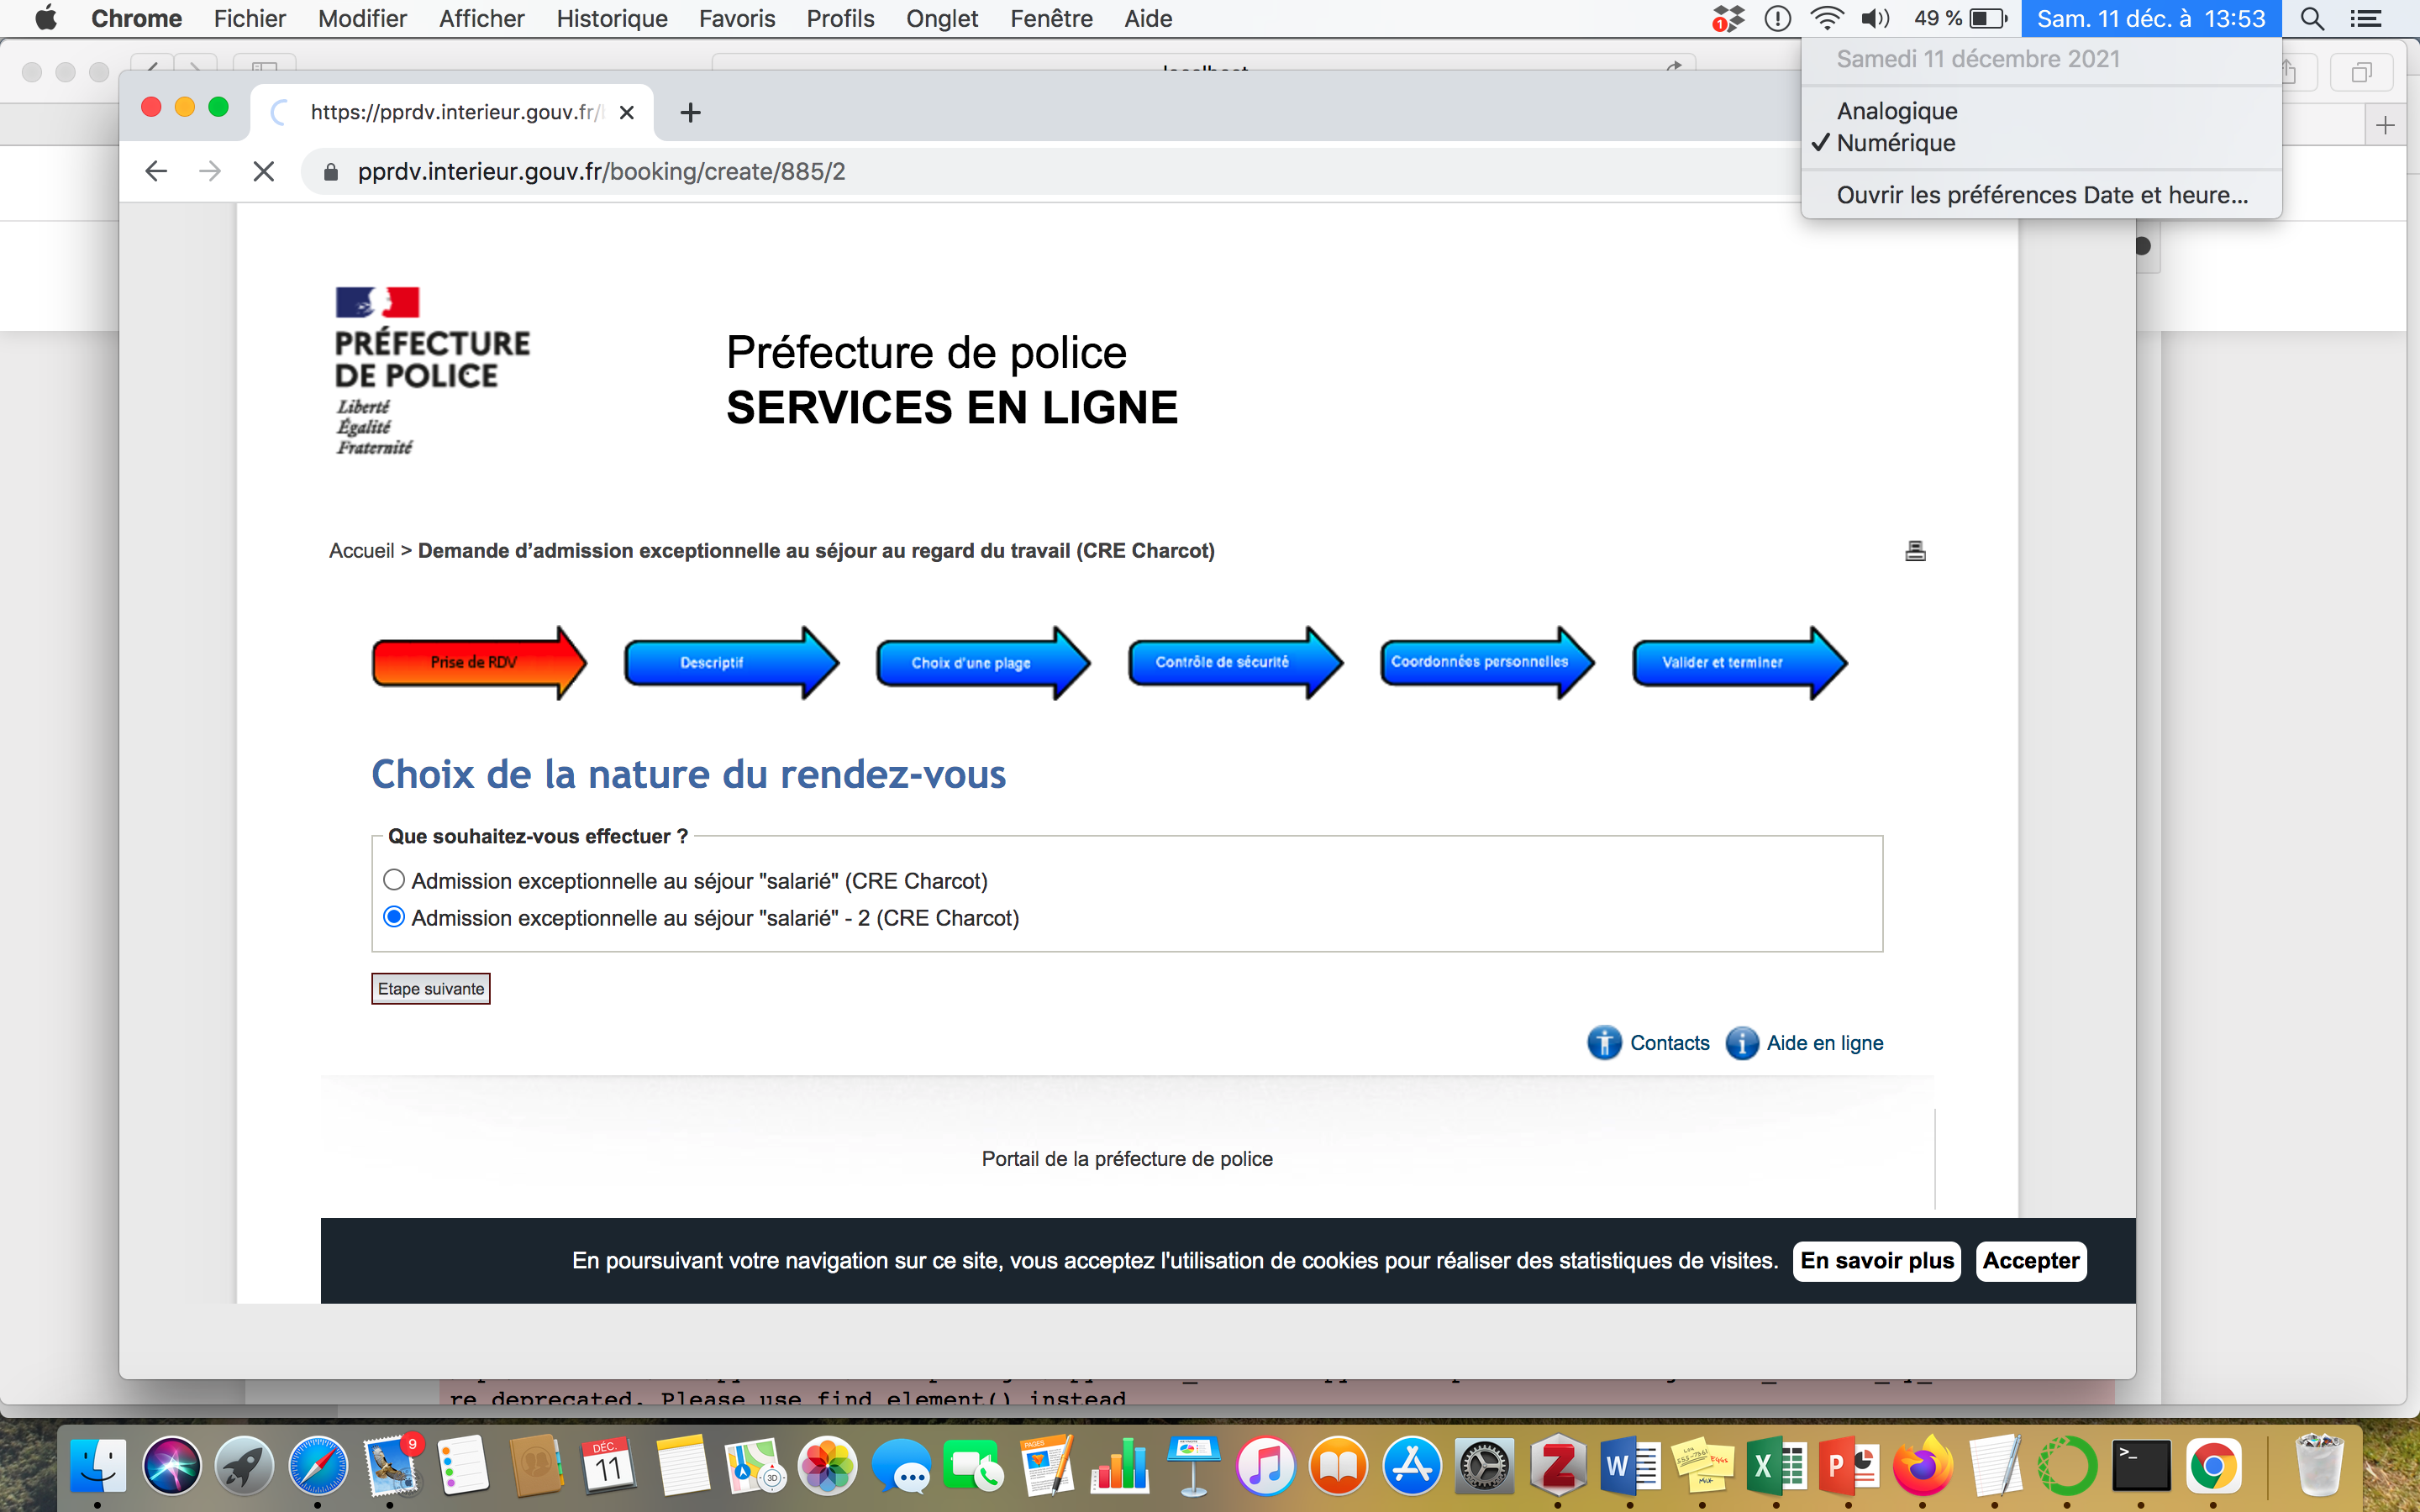 Chrome Fichier Modifier Afficher Historique Favoris Profils Onglet Fenêtre Aide 1 49 % Sam. 11 déc. à 13:53
Samedi 11 décembre 2021
Analogique
✓ Numérique
Ouvrir les préférences Date et heure...
https://pprdv.interieur.gouv.fr/
pprdv.interieur.gouv.fr/booking/create/885/2
PRÉFECTURE
DE POLICE
Liberté
Égalité
Fraternité
Préfecture de police
SERVICES EN LIGNE
Accueil > Demande d'admission exceptionnelle au séjour au regard du travail (CRE Charcot)
Prise de RDV Descriptif Choix d'une plage Contrôle de sécurité Coordonnées personnelles Valider et terminer
Choix de la nature du rendez-vous
Que souhaitez-vous effectuer ?
Admission exceptionnelle au séjour "salarié" (CRE Charcot)
Admission exceptionnelle au séjour "salarié" - 2 (CRE Charcot)
Etape suivante
Contacts Aide en ligne
Portail de la préfecture de police
En poursuivant votre navigation sur ce site, vous acceptez l'utilisation de cookies pour réaliser des statistiques de visites. En savoir plus Accepter
re deprecated. Please use find_element() instead
9 DÉC. 11 3D PAGES Z W X P >_